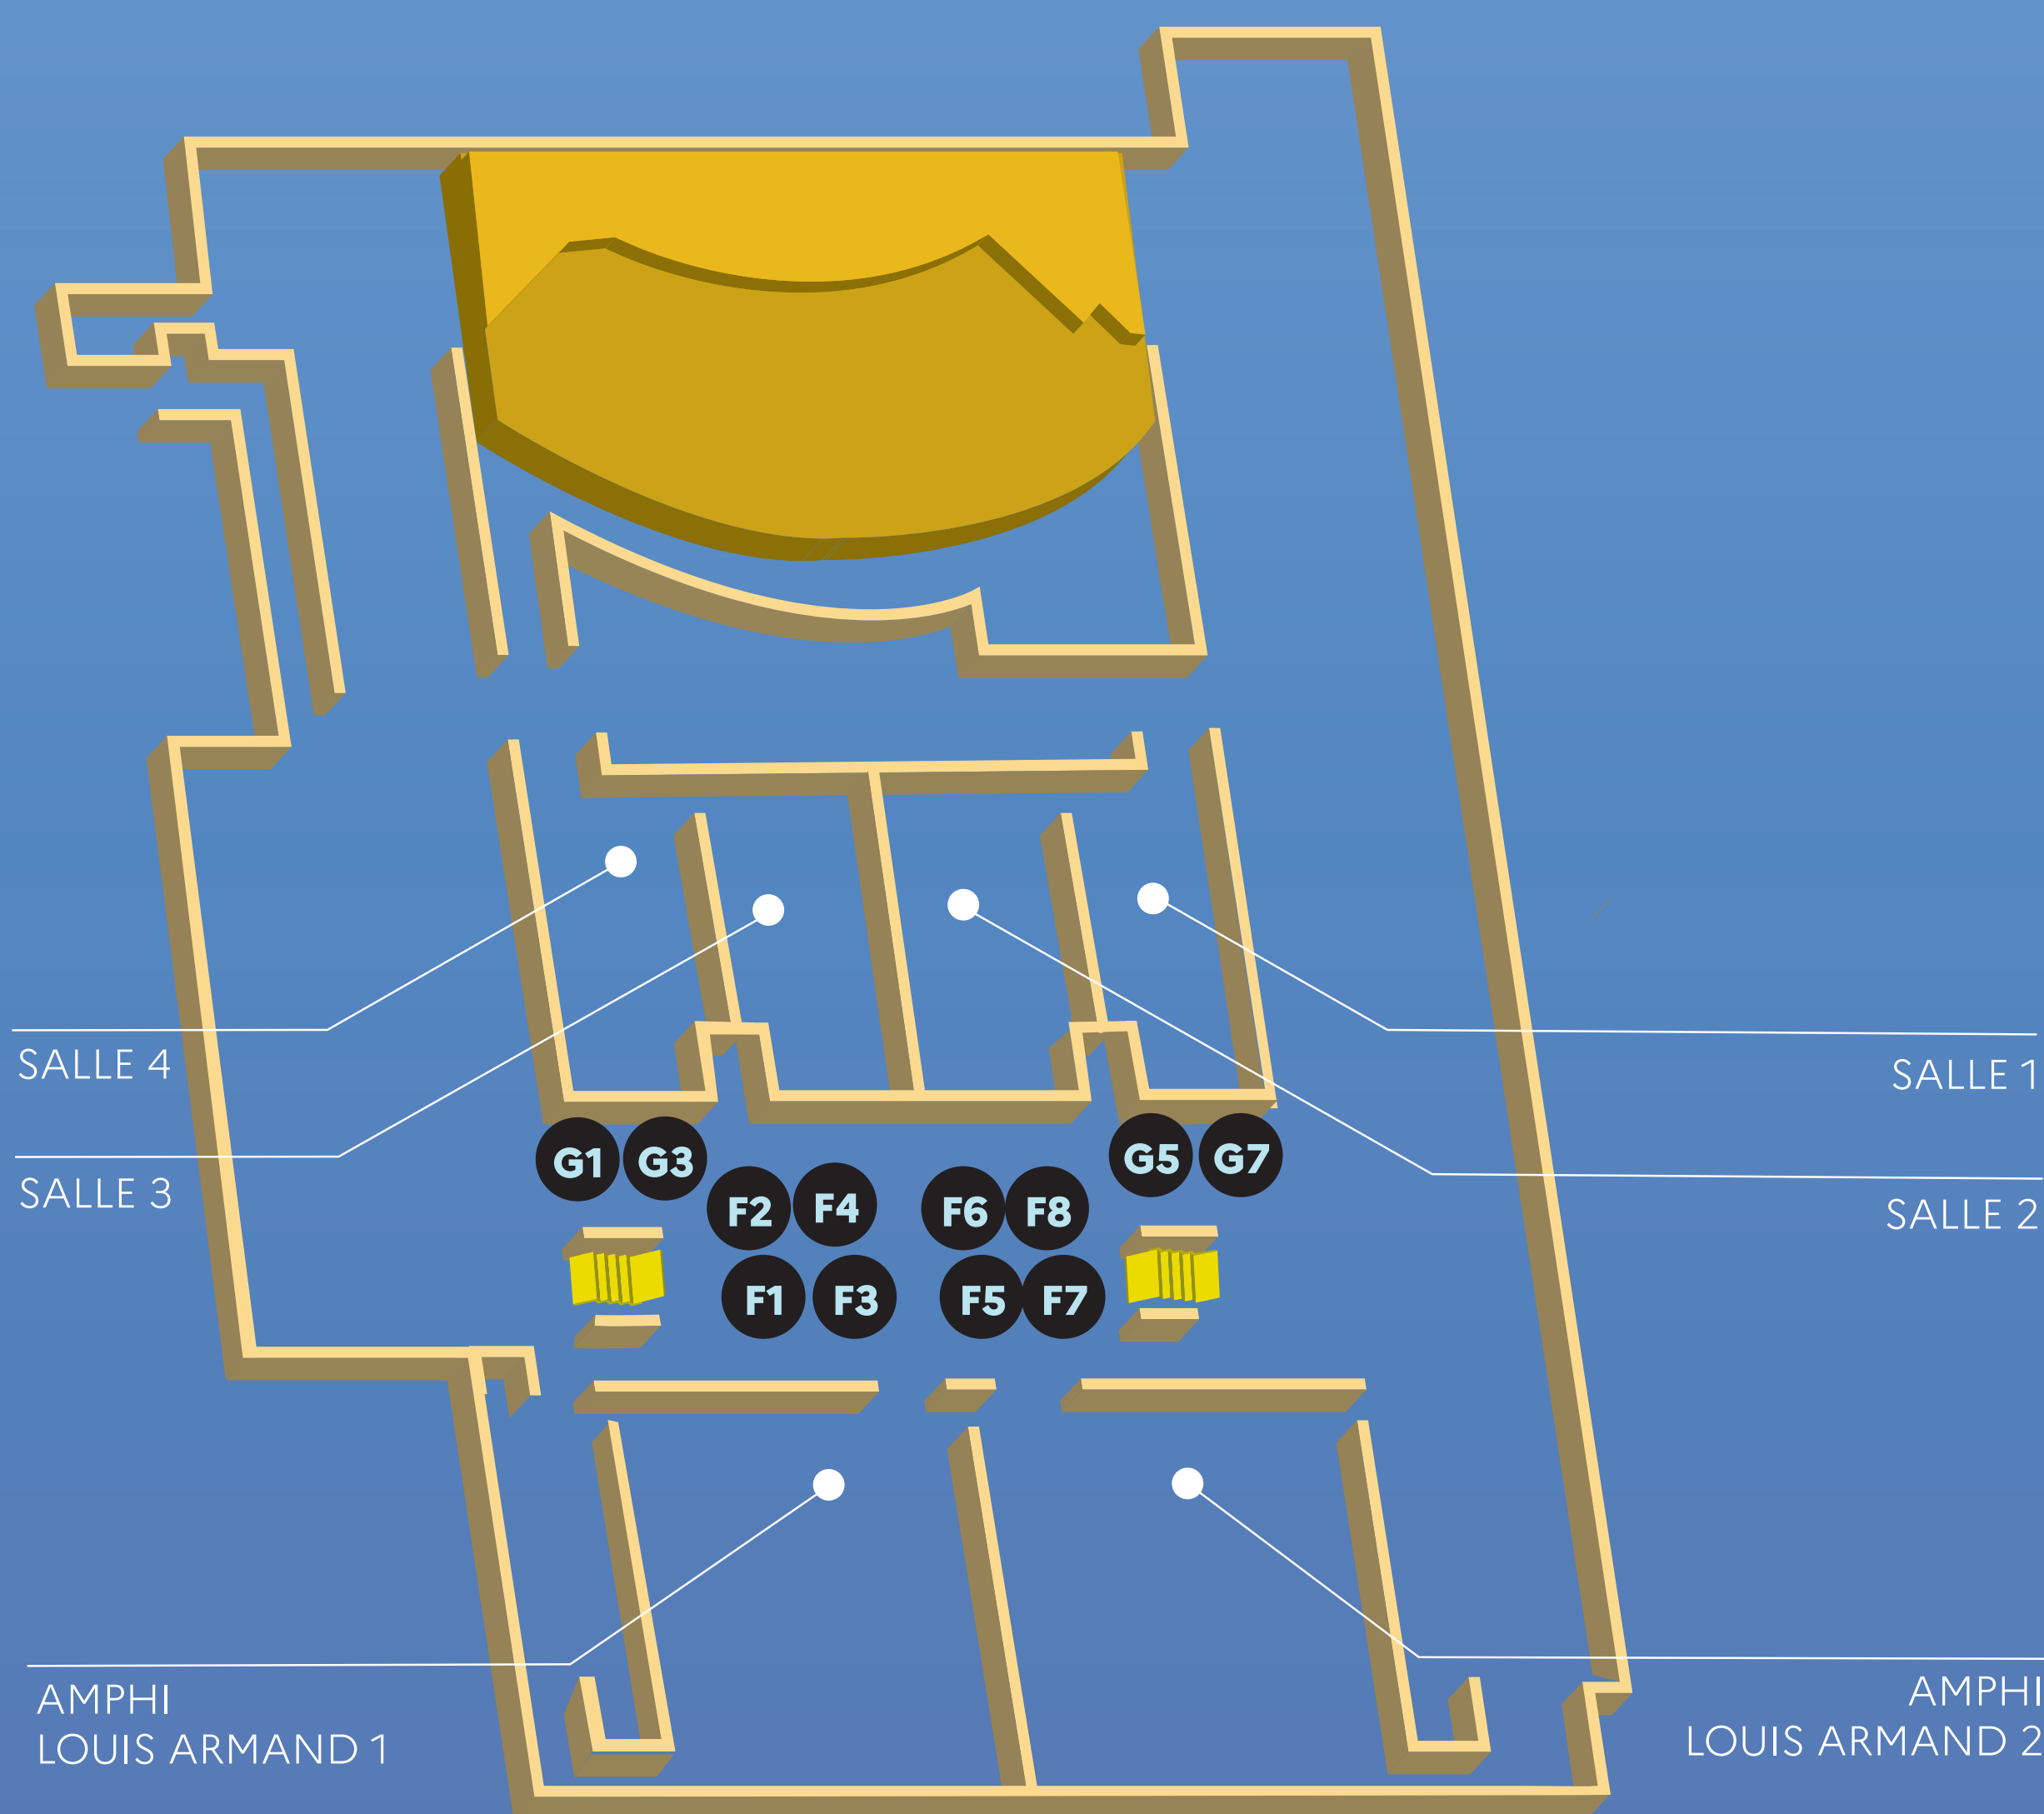 SALLE 4
SALLE 1
SALLE 3
SALLE 2
G1 G3 G5 G7
F2 F4 F6 F8
F1 F3 F5 F7
AMPHI
LOUIS ARMAND 1
AMPHI
LOUIS ARMAND 2